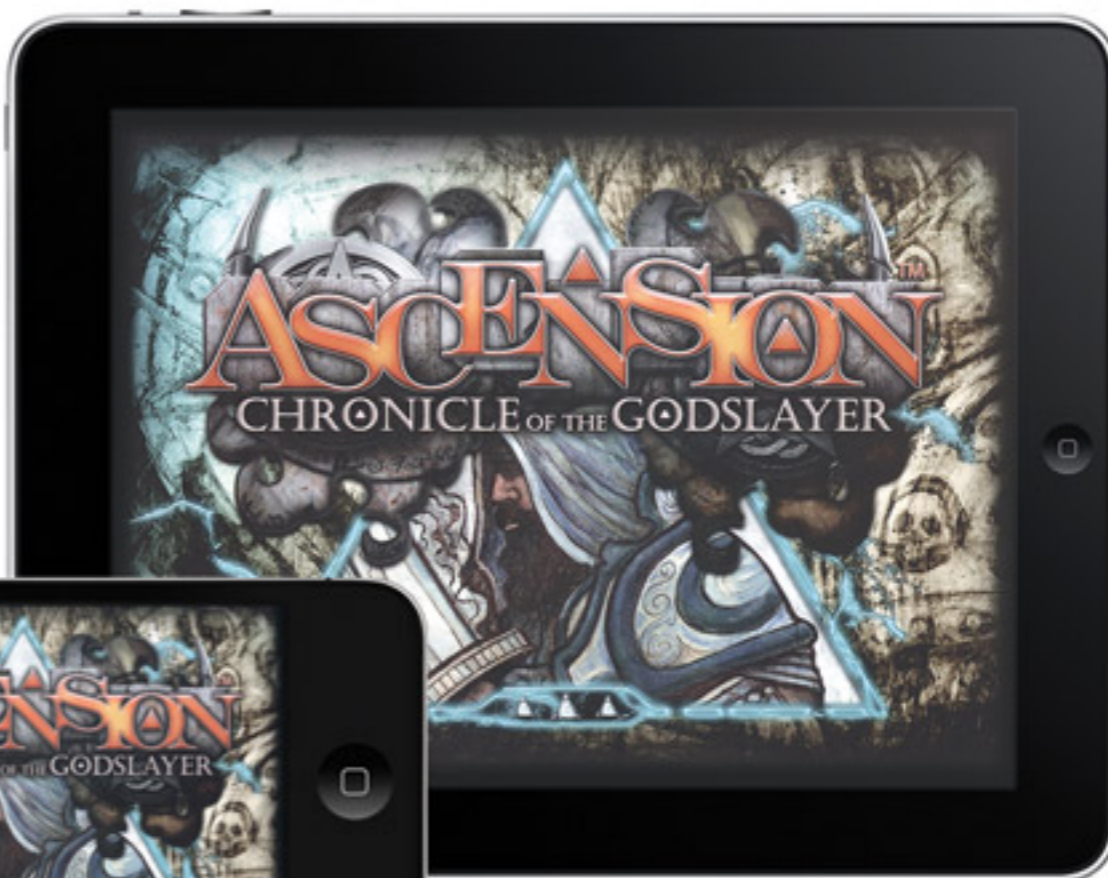 ASCENSION™
CHRONICLE OF THE GODSLAYER
ENSION
OF THE GODSLAYER